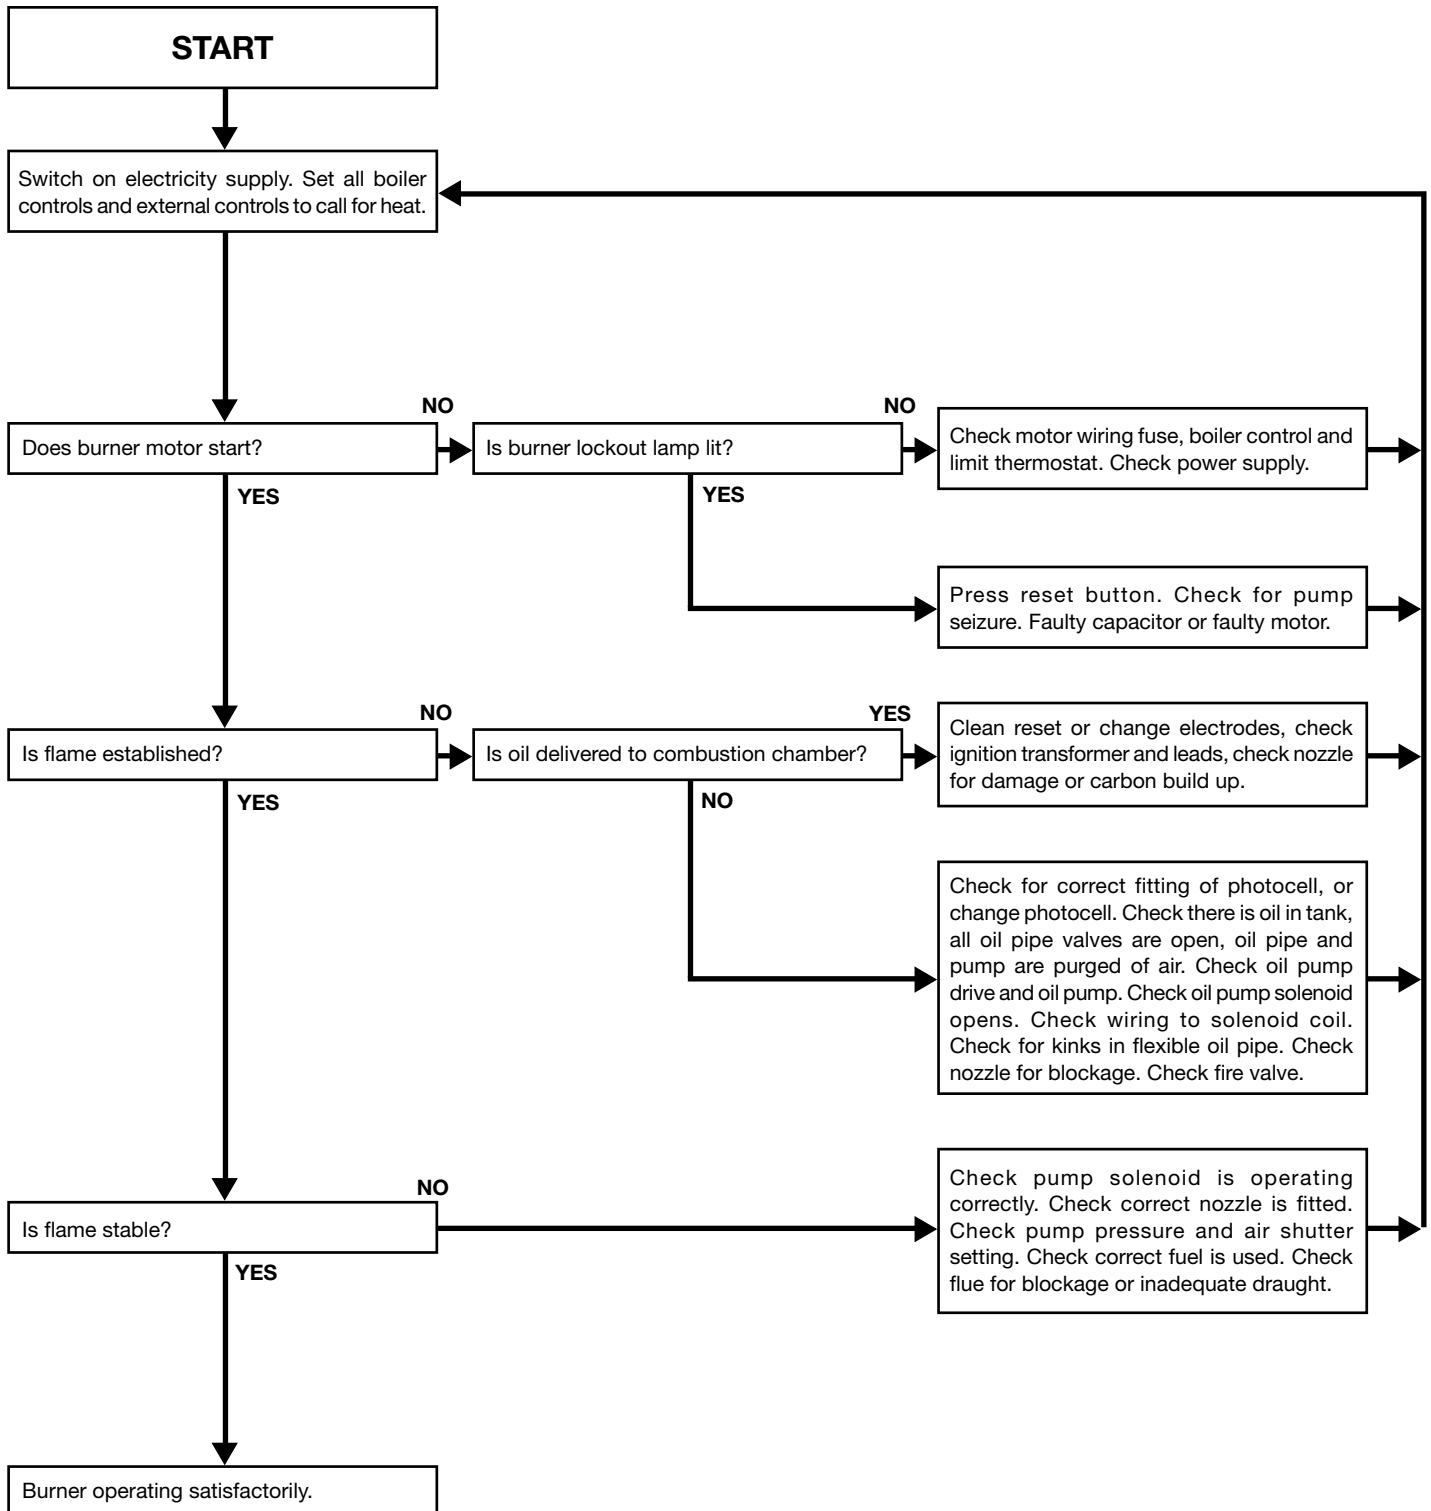 START
Switch on electricity supply. Set all boiler
controls and external controls to call for heat.
NO
NO
Does burner motor start?
Is burner lockout lamp lit?
Check motor wiring fuse, boiler control and
limit thermostat. Check power supply.
YES
YES
Press reset button. Check for pump
seizure. Faulty capacitor or faulty motor.
NO
YES
Is flame established?
Is oil delivered to combustion chamber?
Clean reset or change electrodes, check
ignition transformer and leads, check nozzle
for damage or carbon build up.
YES
NO
Check for correct fitting of photocell, or
change photocell. Check there is oil in tank,
all oil pipe valves are open, oil pipe and
pump are purged of air. Check oil pump
drive and oil pump. Check oil pump solenoid
opens. Check wiring to solenoid coil.
Check for kinks in flexible oil pipe. Check
nozzle for blockage. Check fire valve.
NO
Is flame stable?
Check pump solenoid is operating
correctly. Check correct nozzle is fitted.
Check pump pressure and air shutter
setting. Check correct fuel is used. Check
flue for blockage or inadequate draught.
YES
Burner operating satisfactorily.